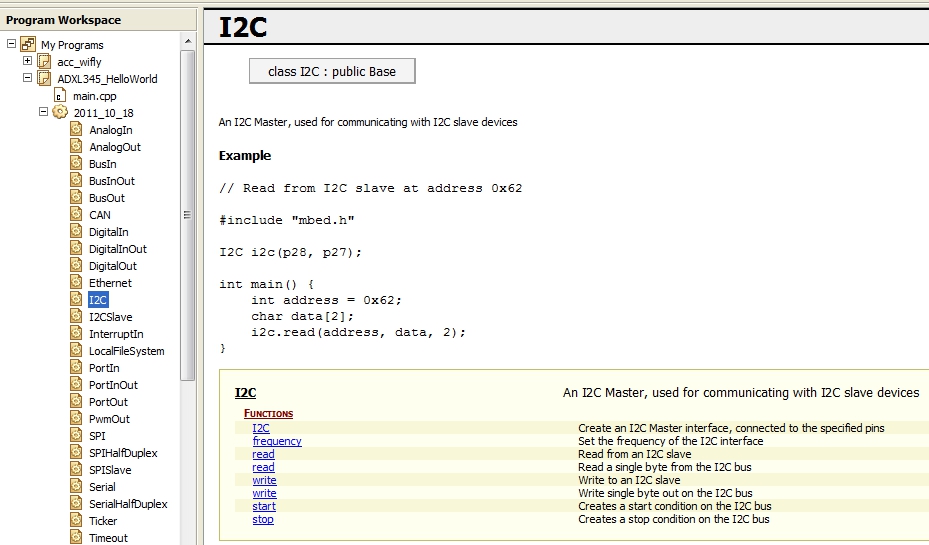 Program Workspace
My Programs
acc_wifly
ADXL345_HelloWorld
main.cpp
2011_10_18
AnalogIn
AnalogOut
BusIn
BusInOut
BusOut
CAN
DigitalIn
DigitalInOut
DigitalOut
Ethernet
I2C
I2CSlave
InterruptIn
LocalFileSystem
PortIn
PortInOut
PortOut
PwmOut
SPI
SPIHalfDuplex
SPISlave
Serial
SerialHalfDuplex
Ticker
Timeout
I2C
class I2C : public Base
An I2C Master, used for communicating with I2C slave devices
Example
// Read from I2C slave at address 0x62
#include "mbed.h"
I2C i2c(p28, p27);
int main() {
    int address = 0x62;
    char data[2];
    i2c.read(address, data, 2);
}
I2C An I2C Master, used for communicating with I2C slave devices
FUNCTIONS
I2C Create an I2C Master interface, connected to the specified pins
frequency Set the frequency of the I2C interface
read Read from an I2C slave
read Read a single byte from the I2C bus
write Write to an I2C slave
write Write single byte out on the I2C bus
start Creates a start condition on the I2C bus
stop Creates a stop condition on the I2C bus